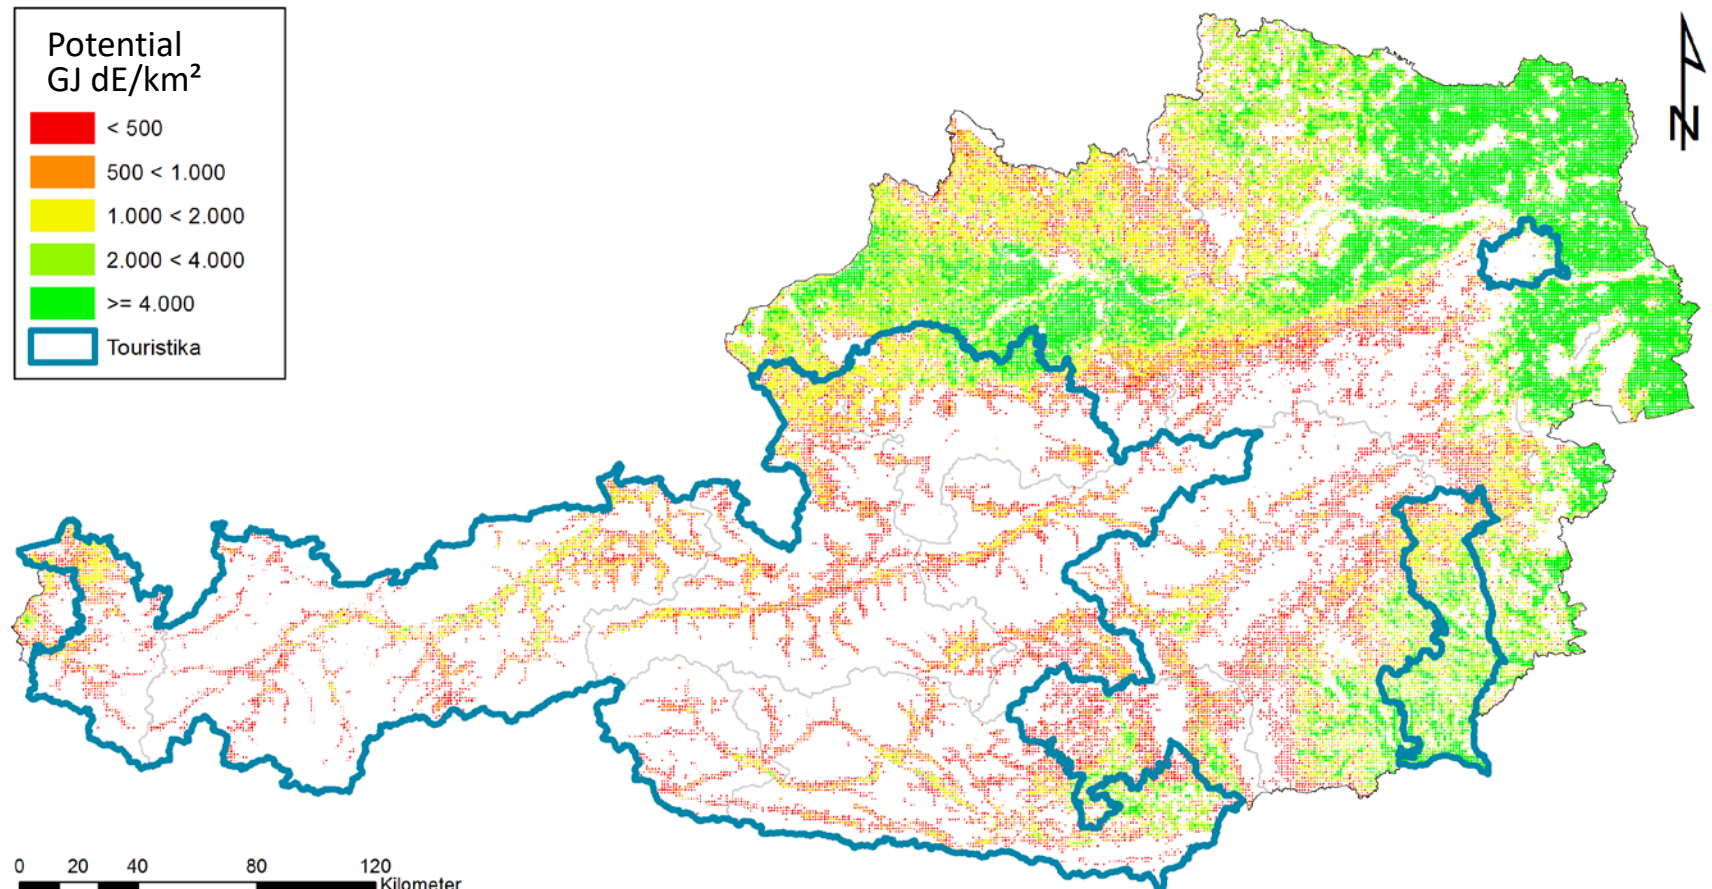 Potential
GJ dE/km²
< 500
500 < 1.000
1.000 < 2.000
2.000 < 4.000
>= 4.000
Touristika
N
0 20 40 80 120
Kilometer